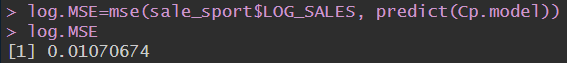 > log.MSE=mse(sale_sport$LOG_SALES, predict(Cp.model))
> log.MSE
[1] 0.01070674